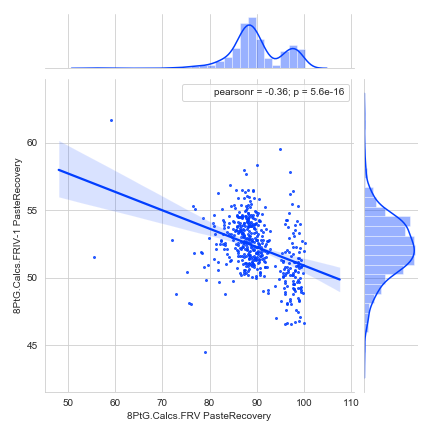 pearsonr = -0.36; p = 5.6e-16
60
55
50
45
8PtG.Calcs.FRIV-1 PasteRecovery
50 60 70 80 90 100 110
8PtG.Calcs.FRV PasteRecovery